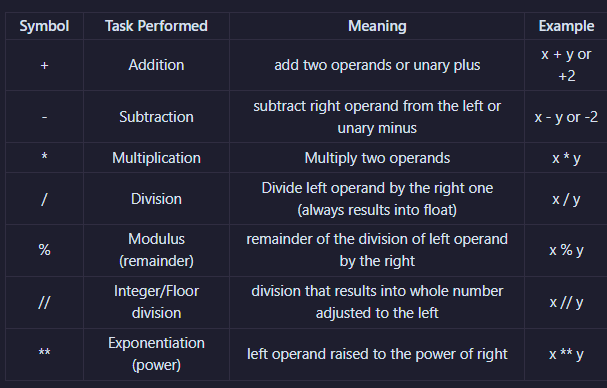 Symbol Task Performed Meaning Example
+ Addition add two operands or unary plus x + y or
+2
- Subtraction subtract right operand from the left or
unary minus x - y or -2
* Multiplication Multiply two operands x * y
/ Division Divide left operand by the right one
(always results into float) x / y
% Modulus
(remainder) remainder of the division of left operand
by the right x % y
// Integer/Floor
division division that results into whole number
adjusted to the left x // y
** Exponentiation
(power) left operand raised to the power of right x ** y